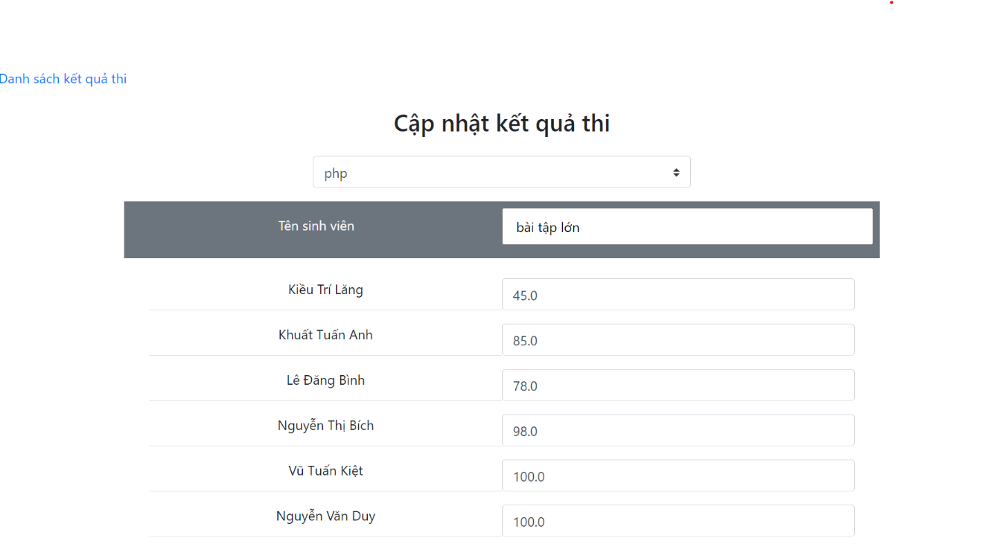 Danh sách kết quả thi
Cập nhật kết quả thi
php
Tên sinh viên bài tập lớn
Kiều Trí Lăng 45.0
Khuất Tuấn Anh 85.0
Lê Đăng Bình 78.0
Nguyễn Thị Bích 98.0
Vũ Tuấn Kiệt 100.0
Nguyễn Văn Duy 100.0